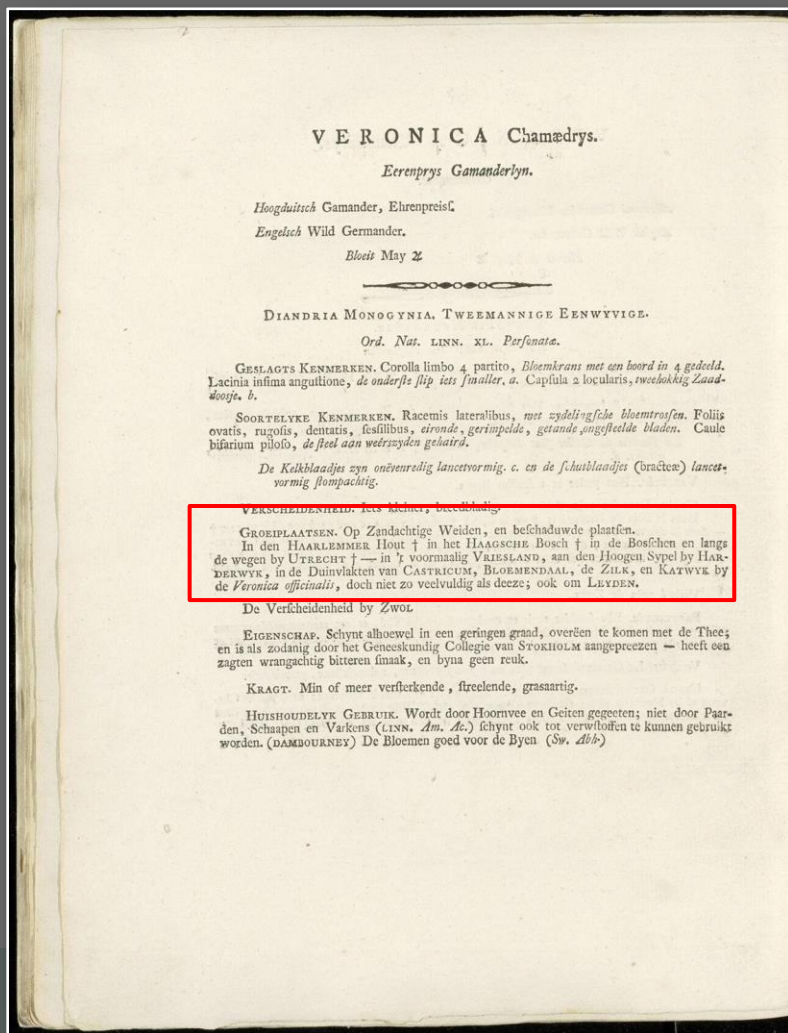 VERONICA Chamædrys.
Eerenprys Gamanderlyn.
Hoogduitsch Gamander, Ehrenpreisſ.
Engelsch Wild Germander.
Bloeit May ♃
DIANDRIA MONOGYNIA. TWEEMANNIGE EENWYVIGE.
Ord. Nat. LINN. XL. Perſonatæ.
GESLAGTS KENMERKEN. Corolla limbo 4 partito, Bloemkrans met een boord in 4 gedeeld.
Lacinia infima anguſtione, de onderſte ſlip iets ſmaller. a. Capſula 2 locularis, tweehokkig Zaad-
doosje. b.
SOORTELYKE KENMERKEN. Racemis lateralibus, met zydelingſche bloemtrosſen. Foliis
ovatis, rugoſis, dentatis, ſesſilibus, eironde, gerimpelde, getande, ongeſteelde bladen. Caule
bifarium piloſo, de ſteel aan weêrszyden gehaird.
De Kelkblaadjes zyn onëvenredig lancetvormig. c. en de ſchutblaadjes (bracteæ) lancet-
vormig ſtompachtig.
VERSCHEIDENHEID. Iets kleiner, breedbladig.
GROEIPLAATSEN. Op Zandachtige Weiden, en beſchaduwde plaatſen.
In den HAARLEMMER Hout † in het HAAGSCHE Bosch † in de Bosſchen en langs
de wegen by UTRECHT † — in 't voormaalig VRIESLAND, aan den Hoogen Sypel by HAR-
DERWYK, in de Duinvlakten van CASTRICUM, BLOEMENDAAL, de ZILK, en KATWYK by
de Veronica officinalis, doch niet zo veelvuldig als deeze; ook om LEYDEN.
De Verſcheidenheid by ZWOL
EIGENSCHAP. Schynt alhoewel in een geringen graad, overëen te komen met de Thee;
en is als zodanig door het Geneeskundig Collegie van STOKHOLM aangepreezen — heeft een
zagten wrangachtig bitteren ſmaak, en byna geen reuk.
KRAGT. Min of meer verſterkende, ſtreelende, grasaartig.
HUISHOUDELYK GEBRUIK. Wordt door Hoornvee en Geiten gegeeten; niet door Paar-
den, Schaapen en Varkens (LINN. Am. Ac.) ſchynt ook tot verwſtoffen te kunnen gebruikt
worden. (DAMBOURNEY) De Bloemen goed voor de Byen (Sw. Abh.)